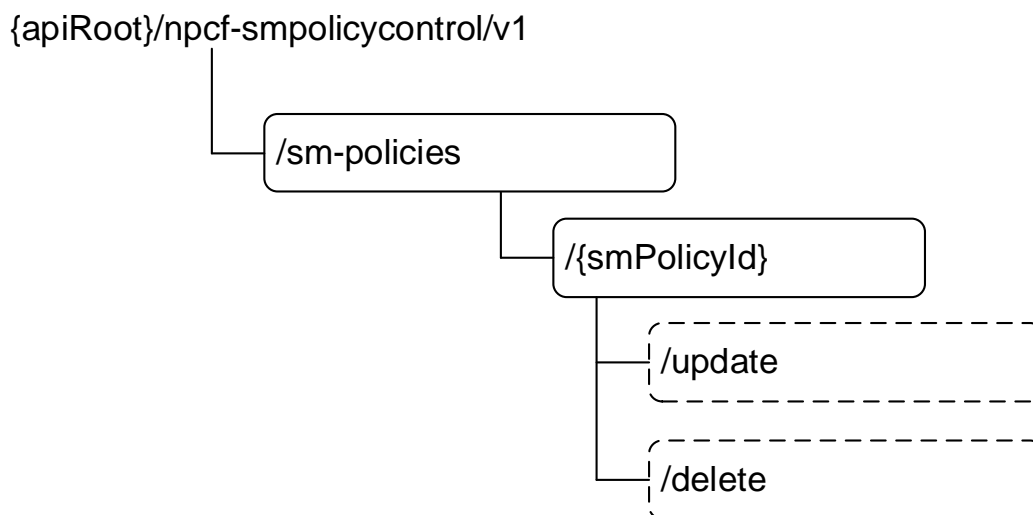 {apiRoot}/npcf-smpolicycontrol/v1
/sm-policies
/{smPolicyId}
/update
/delete